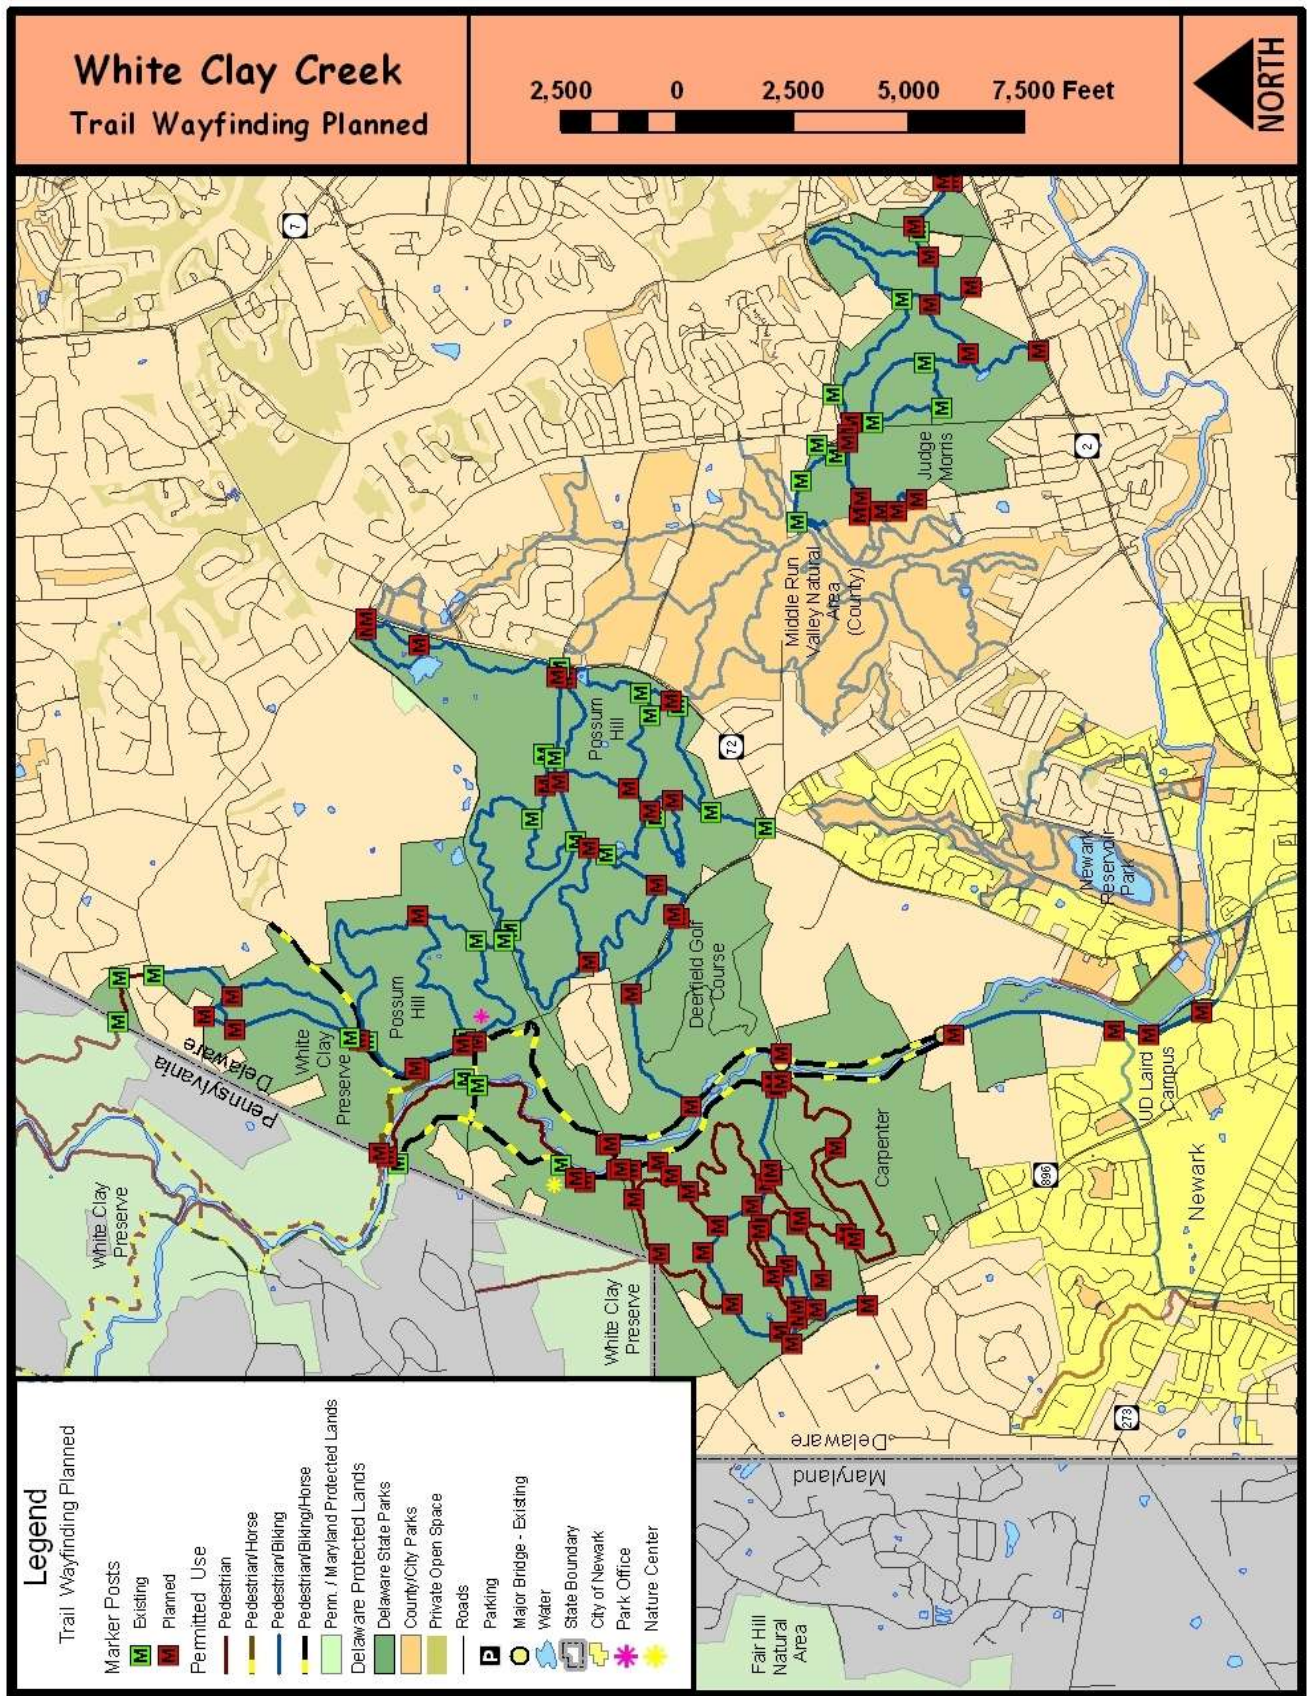 White Clay Creek
Trail Wayfinding Planned
2,500 0 2,500 5,000 7,500 Feet
NORTH
7
2
72
896
273
Judge
Morris
Middle Run
Valley Natural
Area
(County)
Possum
Hill
Newark
Reservoir
Park
Deerfield Golf
Course
Possum
Hill
White
Clay
Preserve
Pennsylvania
Delaware
White Clay
Preserve
Carpenter
UD Laird
Campus
Newark
White Clay
Preserve
Delaware
Maryland
Fair Hill
Natural
Area
Legend
Trail Wayfinding Planned
Marker Posts
M Existing
M Planned
Permitted Use
Pedestrian
Pedestrian/Horse
Pedestrian/Biking
Pedestrian/Biking/Horse
Penn. / Maryland Protected Lands
Delaware Protected Lands
Delaware State Parks
County/City Parks
Private Open Space
Roads
P Parking
Major Bridge - Existing
Water
State Boundary
City of Newark
Park Office
Nature Center